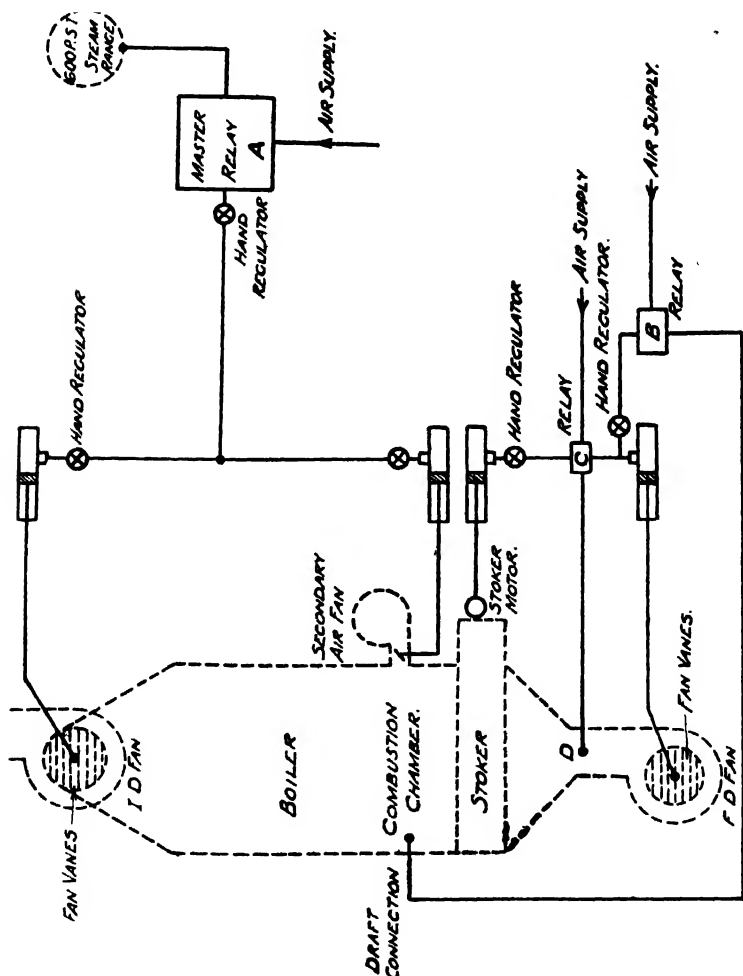 600 P.S.I
STEAM
RANGE
MASTER
RELAY
A
AIR SUPPLY.
HAND
REGULATOR
HAND REGULATOR
AIR SUPPLY.
AIR SUPPLY
HAND REGULATOR.
B
RELAY
RELAY
C
HAND REGULATOR
STOKER
MOTOR.
SECONDARY
AIR FAN
FAN VANES
I D FAN
BOILER
COMBUSTION
CHAMBER.
STOKER
D
FAN VANES.
F D FAN
DRAFT
CONNECTION